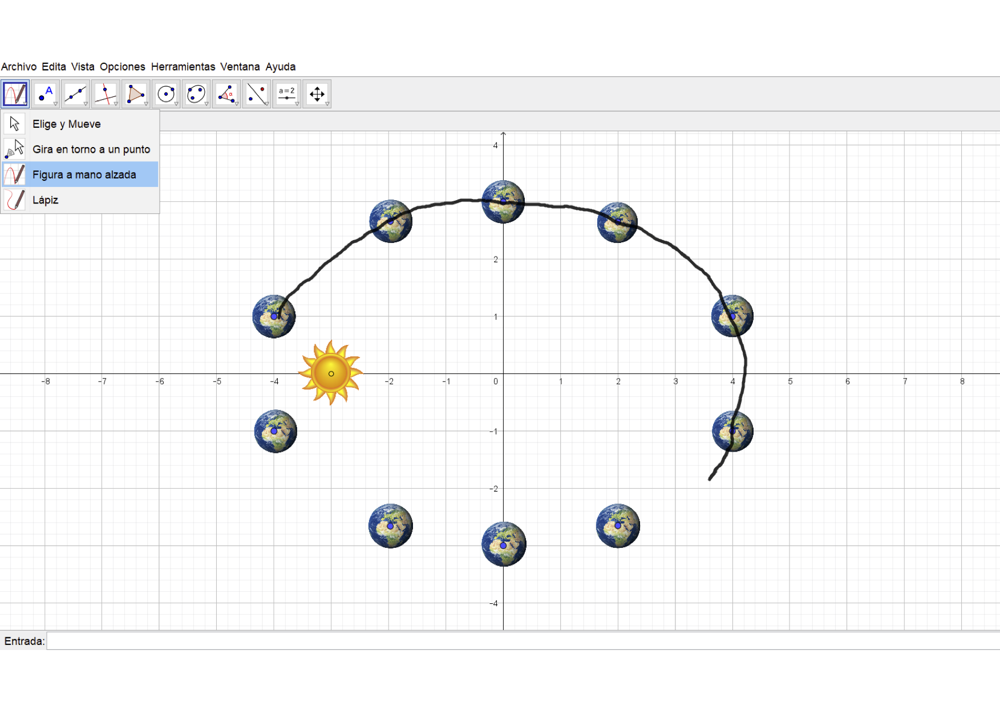 Archivo Edita Vista Opciones Herramientas Ventana Ayuda
A
α
a=2
Elige y Mueve
Gira en torno a un punto
Figura a mano alzada
Lápiz
4
2
1
-8 -7 -6 -5 -4 -2 -1 0 1 2 3 4 5 6 7 8
-1
-2
-4
Entrada: